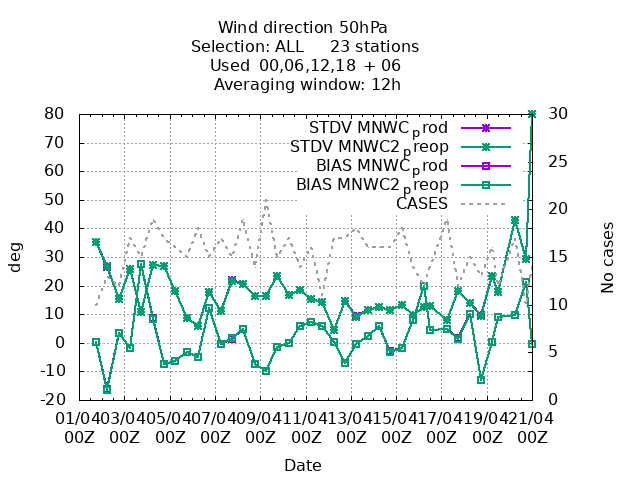 Wind direction 50hPa
Selection: ALL 23 stations
Used 00,06,12,18 + 06
Averaging window: 12h
STDV MNWC_prod
STDV MNWC2_preop
BIAS MNWC_prod
BIAS MNWC2_preop
CASES
80
70
60
50
40
30
20
10
0
-10
-20
deg
30
25
20
15
10
5
0
No cases
01/04 03/04 05/04 07/04 09/04 11/04 13/04 15/04 17/04 19/04 21/04
00Z 00Z 00Z 00Z 00Z 00Z 00Z 00Z 00Z 00Z 00Z
Date